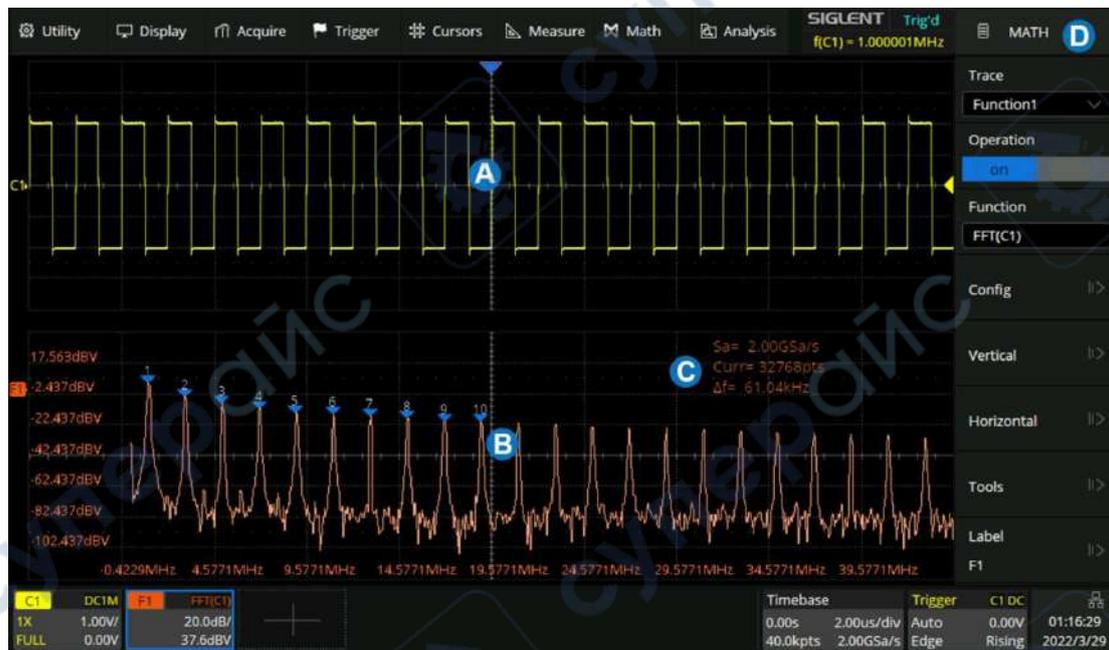 Utility Display Acquire Trigger Cursors Measure Math Analysis
SIGLENT Trig'd
f(C1) = 1.000001MHz
MATH D
Trace
Function1
Operation
on
Function
FFT(C1)
Config
Vertical
Horizontal
Tools
Label
F1
C1
A
17.563dBV
F1
-2.437dBV
-22.437dBV
-42.437dBV
-62.437dBV
-82.437dBV
-102.437dBV
1 2 3 4 5 6 7 8 9 10
B
C
Sa= 2.00GSa/s
Curr= 32768pts
Δf= 61.04kHz
-0.4229MHz 4.5771MHz 9.5771MHz 14.5771MHz 19.5771MHz 24.5771MHz 29.5771MHz 34.5771MHz 39.5771MHz
C1 DC1M
1X 1.00V/
FULL 0.00V
F1 FFT(C1)
20.0dB/
37.6dBV
Timebase
0.00s 2.00us/div
40.0kpts 2.00GSa/s
Trigger C1 DC
Auto 0.00V
Edge Rising
01:16:29
2022/3/29
суперайс